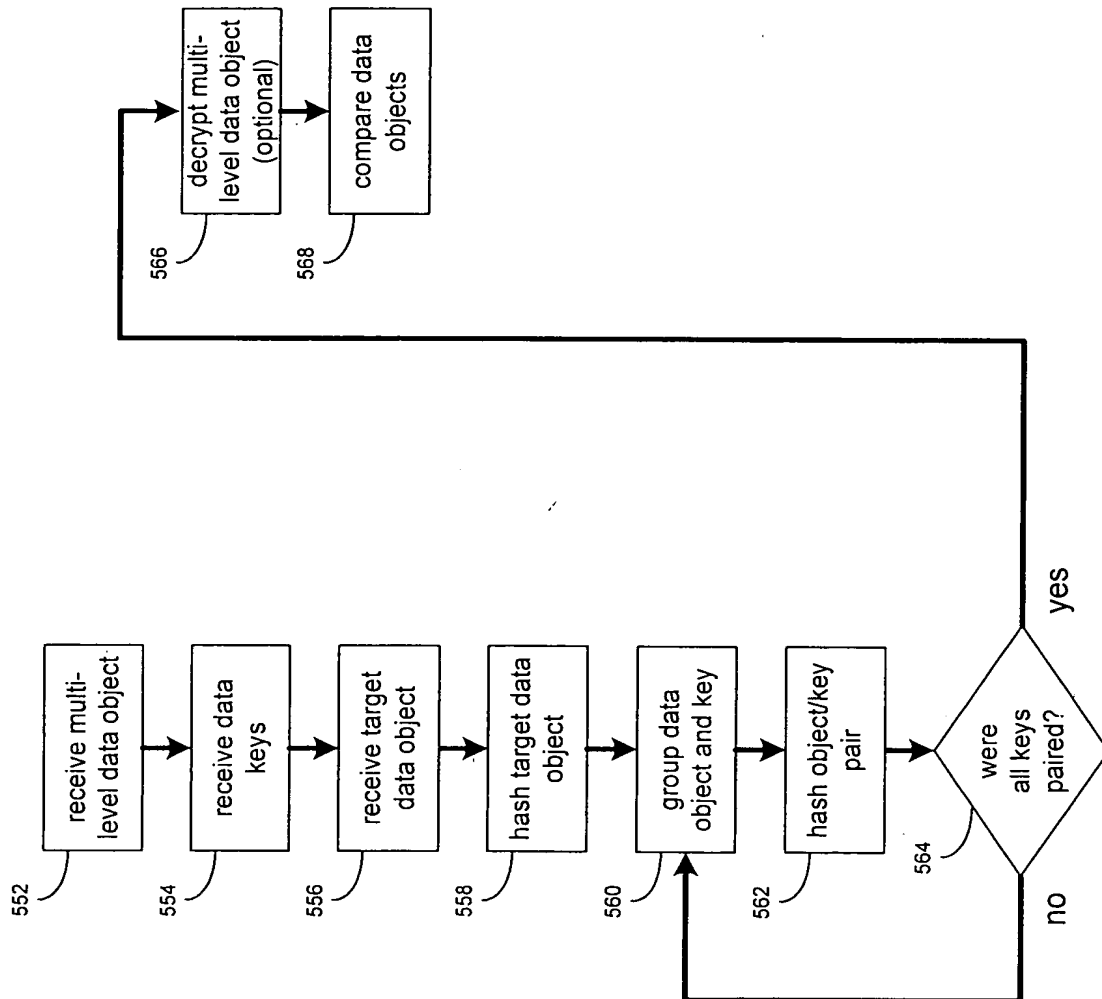 552
receive multi-
level data object
554
receive data
keys
556
receive target
data object
558
hash target data
object
560
group data
object and key
562
hash object/key
pair
564
were
all keys
paired?
no
yes
566
decrypt multi-
level data object
(optional)
568
compare data
objects